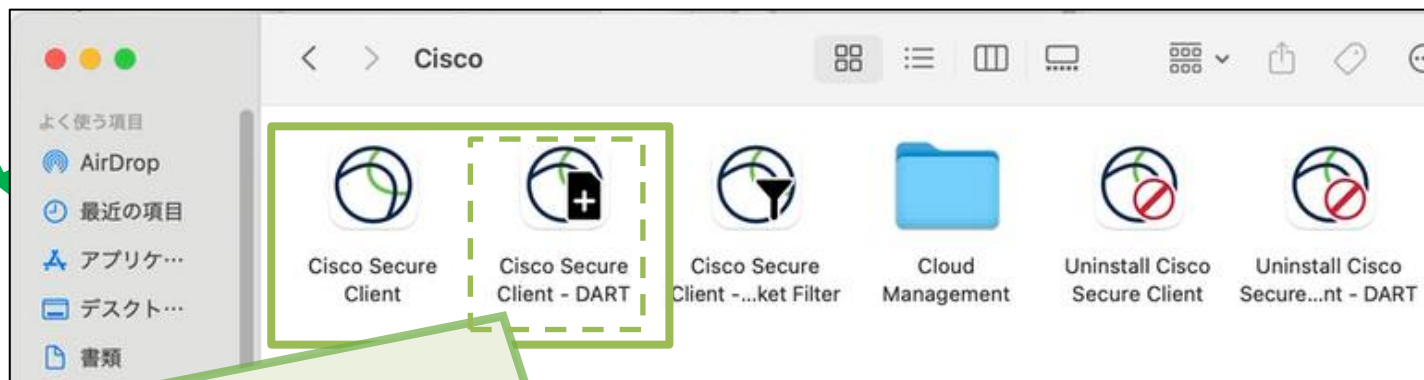 Cisco
よく使う項目
AirDrop
最近の項目
アプリケ…
デスクト…
書類
Cisco Secure
Client
Cisco Secure
Client - DART
Cisco Secure
Client -...ket Filter
Cloud
Management
Uninstall Cisco
Secure Client
Uninstall Cisco
Secure...nt - DART